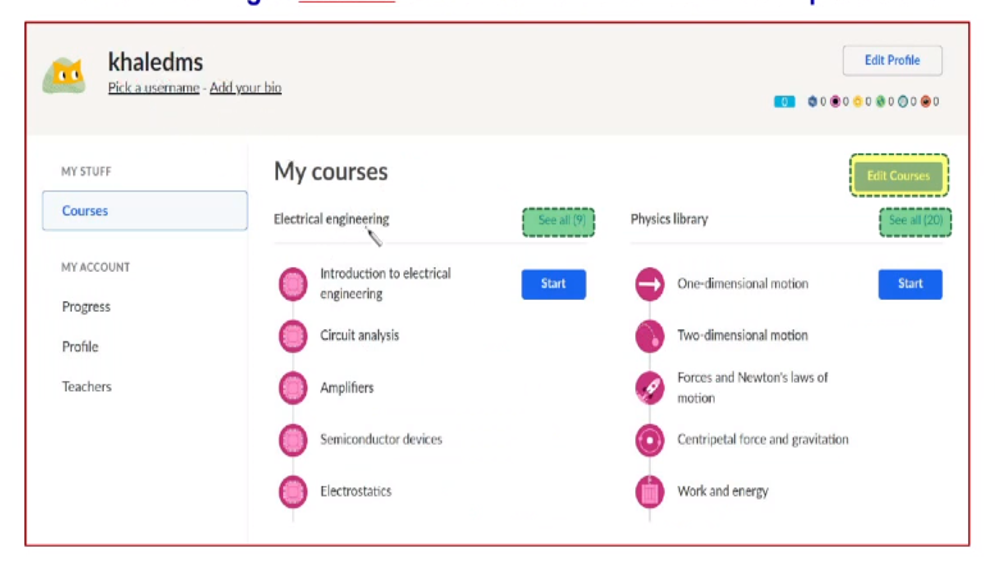 khaledms
Edit Profile
Pick a username - Add your bio
0 0 0 0 0 0 0
MY STUFF
My courses
Edit Courses
Courses
Electrical engineering
See all (9)
Physics library
See all (20)
MY ACCOUNT
Introduction to electrical
engineering
Start
One-dimensional motion
Start
Progress
Circuit analysis
Two-dimensional motion
Profile
Teachers
Amplifiers
Forces and Newton's laws of
motion
Semiconductor devices
Centripetal force and gravitation
Electrostatics
Work and energy